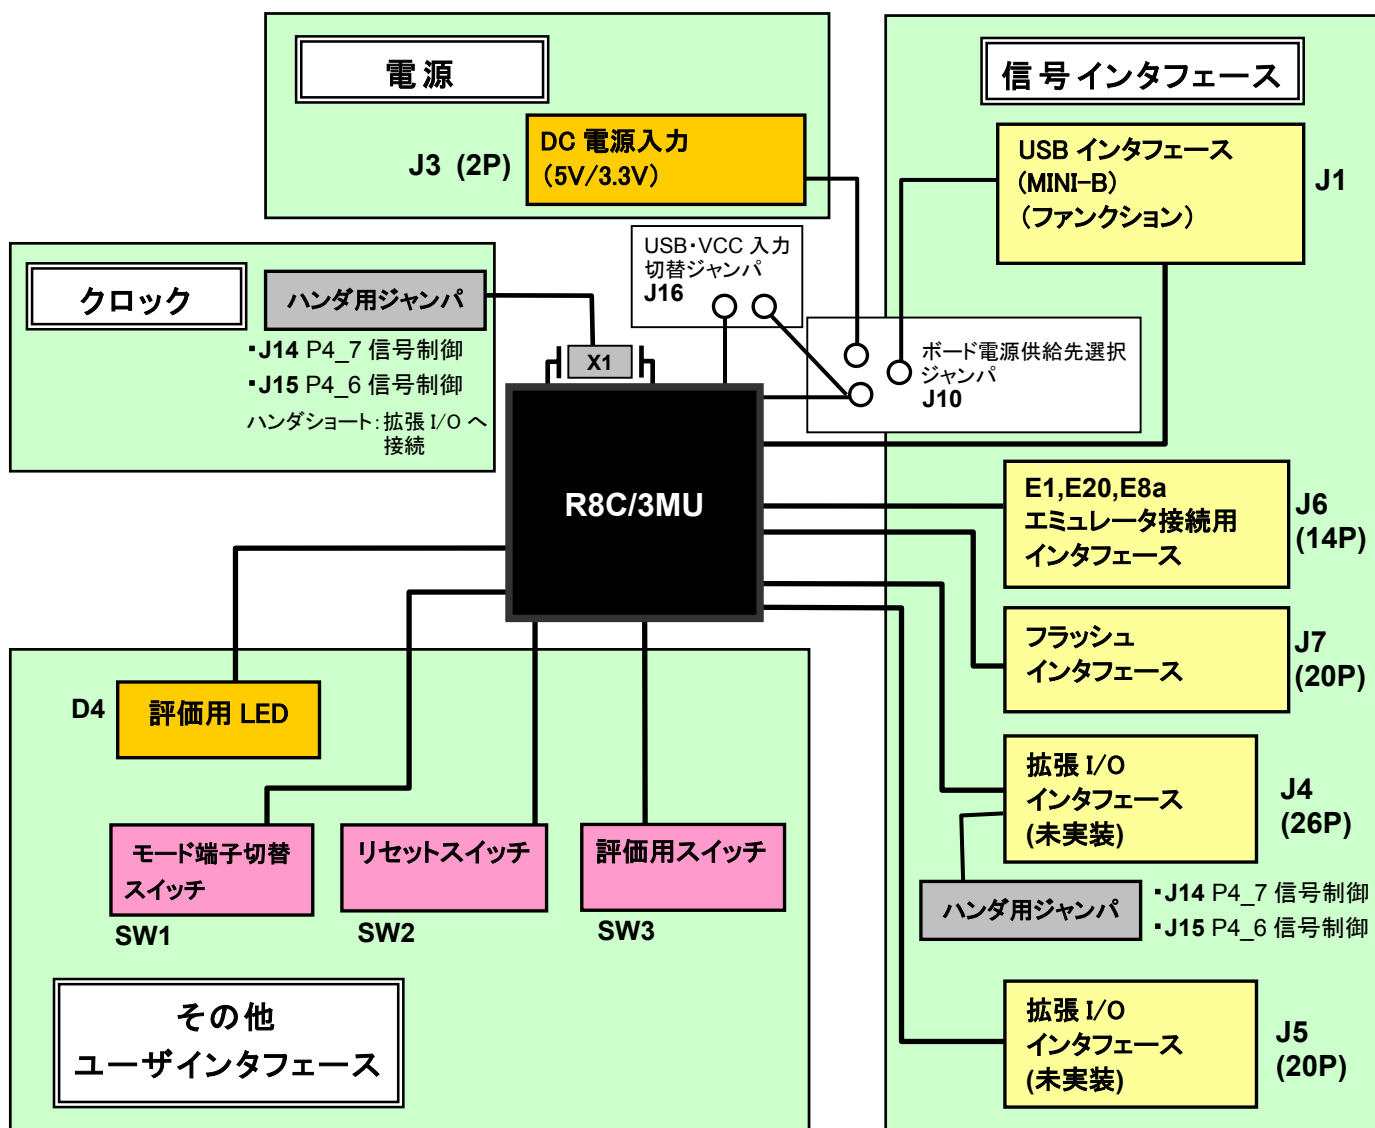 電源
J3 (2P)
DC 電源入力
(5V/3.3V)
信号インタフェース
USB インタフェース
(MINI-B)
(ファンクション)
J1
クロック
ハンダ用ジャンパ
▪J14 P4_7 信号制御
▪J15 P4_6 信号制御
ハンダショート:拡張 I/O へ
接続
USB・VCC 入力
切替ジャンパ
J16
X1
ボード電源供給先選択
ジャンパ
J10
R8C/3MU
E1,E20,E8a
エミュレータ接続用
インタフェース
J6
(14P)
フラッシュ
インタフェース
J7
(20P)
D4
評価用 LED
モード端子切替
スイッチ
SW1
リセットスイッチ
SW2
評価用スイッチ
SW3
拡張 I/O
インタフェース
(未実装)
J4
(26P)
ハンダ用ジャンパ
▪J14 P4_7 信号制御
▪J15 P4_6 信号制御
その他
ユーザインタフェース
拡張 I/O
インタフェース
(未実装)
J5
(20P)